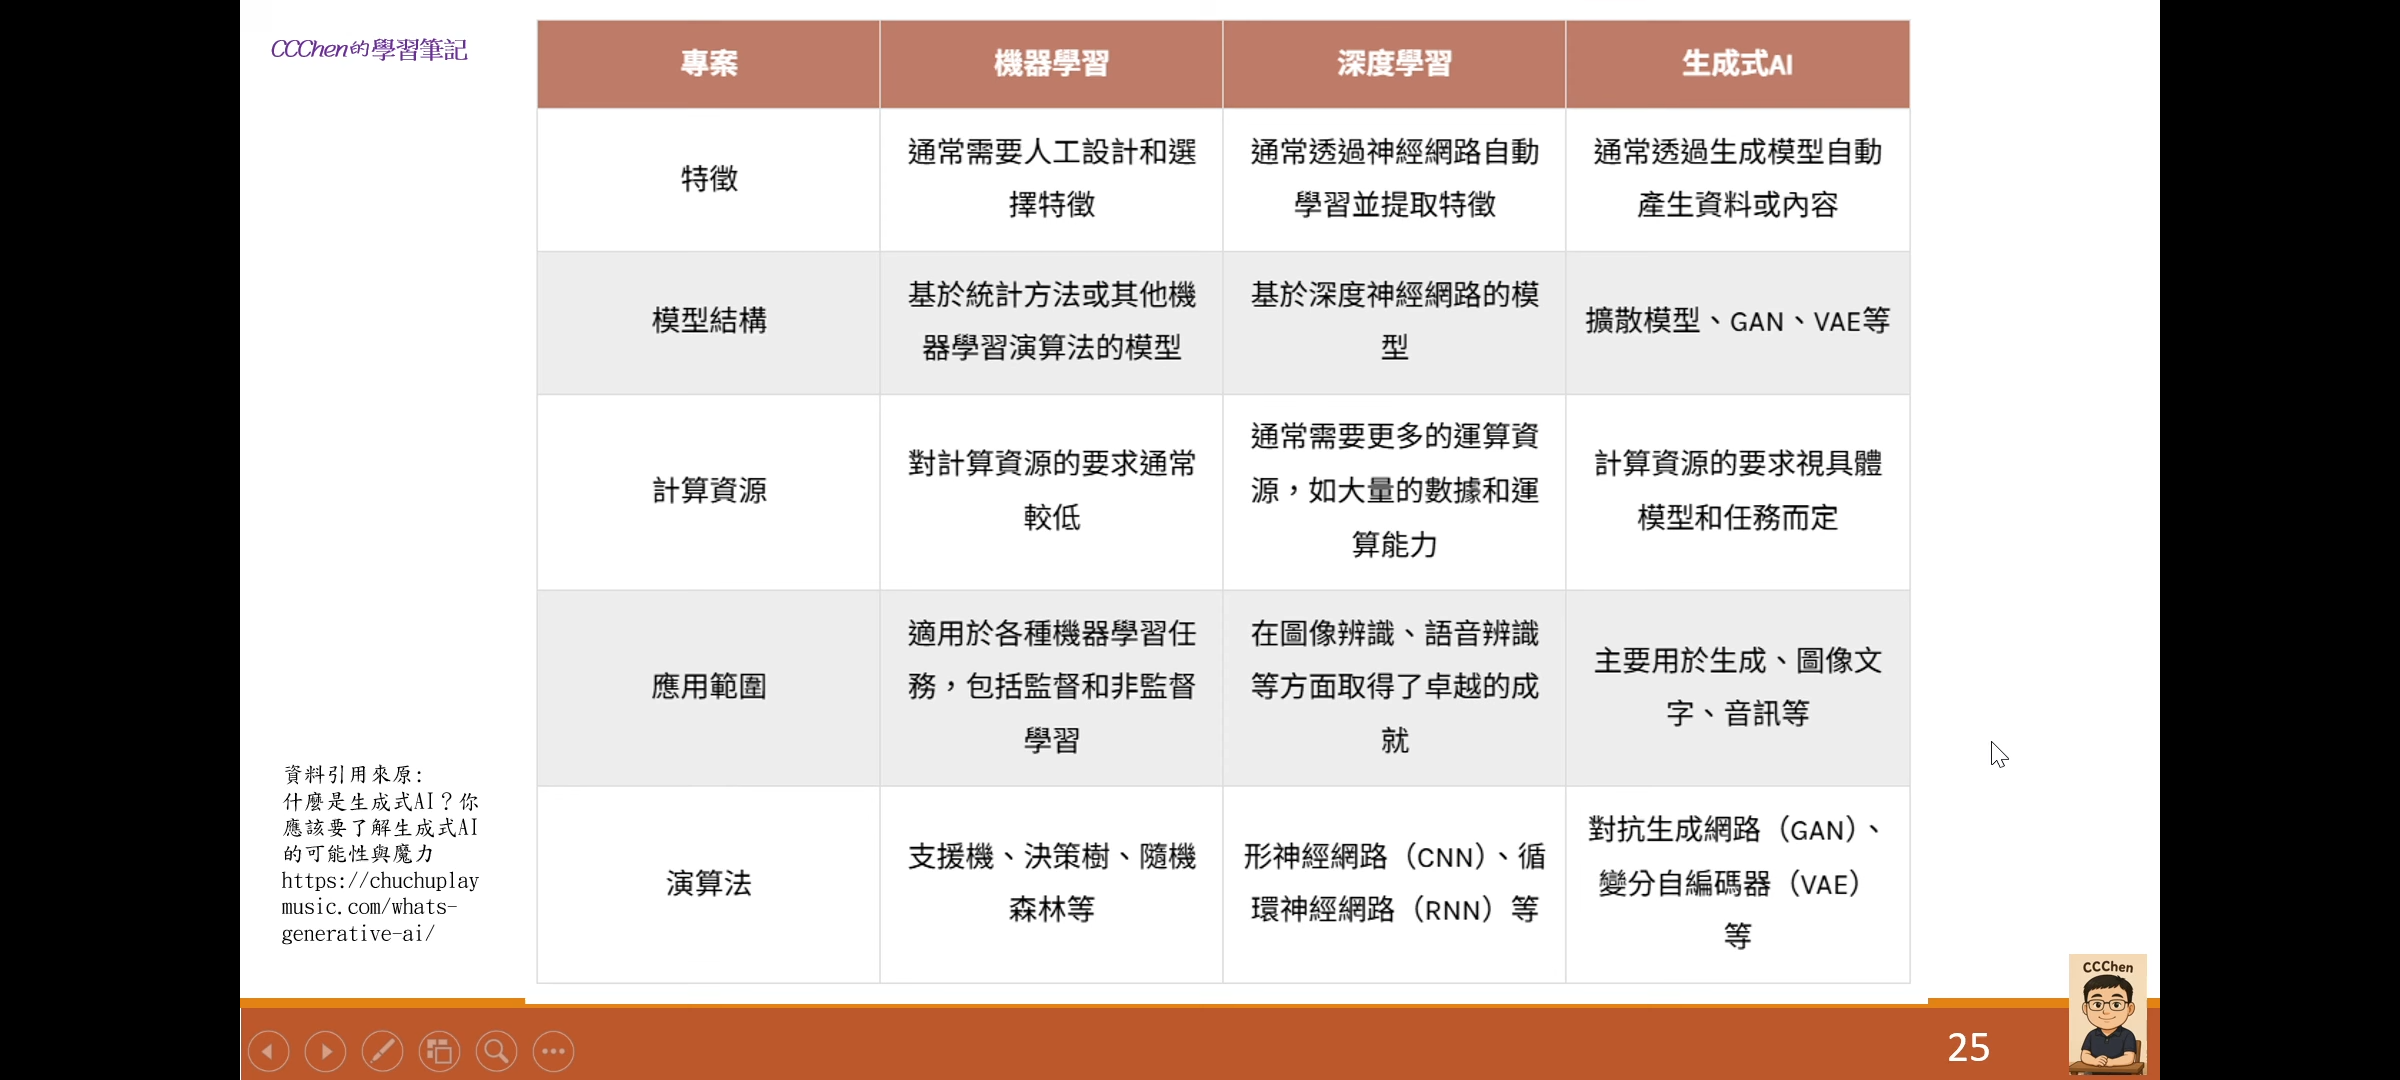 CCChen的學習筆記
專案 機器學習 深度學習 生成式AI
特徵
通常需要人工設計和選
擇特徵
通常透過神經網路自動
學習並提取特徵
通常透過生成模型自動
產生資料或內容
模型結構
基於統計方法或其他機
器學習演算法的模型
基於深度神經網路的模
型
擴散模型、GAN、VAE等
計算資源
對計算資源的要求通常
較低
通常需要更多的運算資
源，如大量的數據和運
算能力
計算資源的要求視具體
模型和任務而定
應用範圍
適用於各種機器學習任
務，包括監督和非監督
學習
在圖像辨識、語音辨識
等方面取得了卓越的成
就
主要用於生成、圖像文
字、音訊等
演算法
支援機、決策樹、隨機
森林等
形神經網路（CNN）、循
環神經網路（RNN）等
對抗生成網路（GAN）、
變分自編碼器（VAE）
等
資料引用來原:
什麼是生成式AI？你
應該要了解生成式AI
的可能性與魔力
https://chuchuplay
music.com/whats-
generative-ai/
CCChen
25